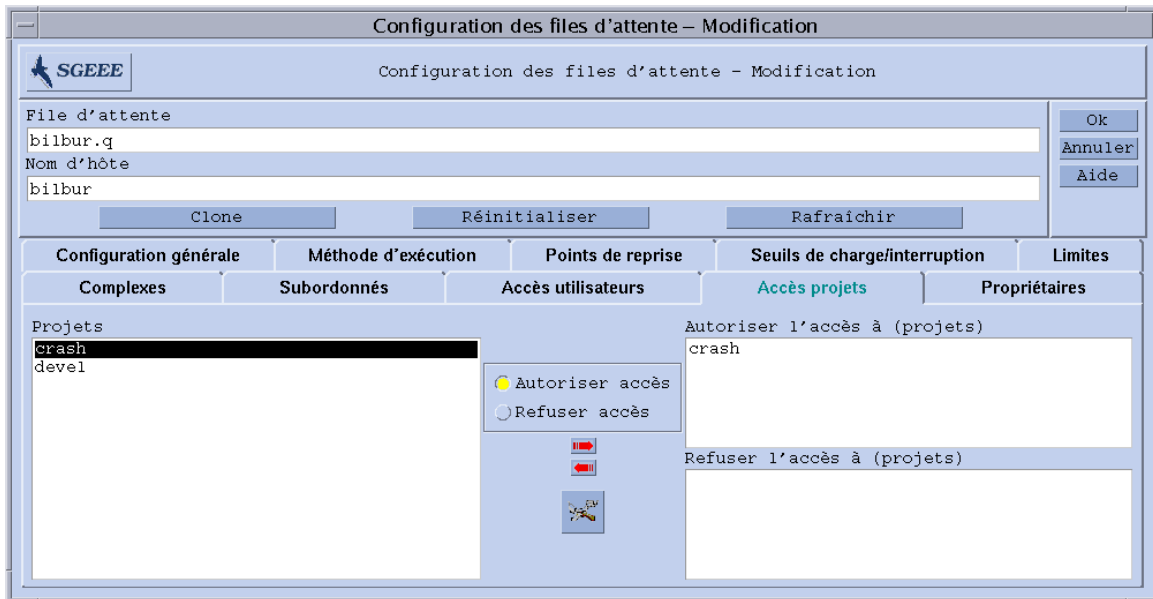 Configuration des files d'attente – Modification
SGEEE
Configuration des files d'attente - Modification
File d'attente
bilbur.q
Nom d'hôte
bilbur
Ok
Annuler
Aide
Clone Réinitialiser Rafraîchir
Configuration générale Méthode d'exécution Points de reprise Seuils de charge/interruption Limites
Complexes Subordonnés Accès utilisateurs Accès projets Propriétaires
Projets
crash
devel
Autoriser accès
Refuser accès
Autoriser l'accès à (projets)
crash
Refuser l'accès à (projets)